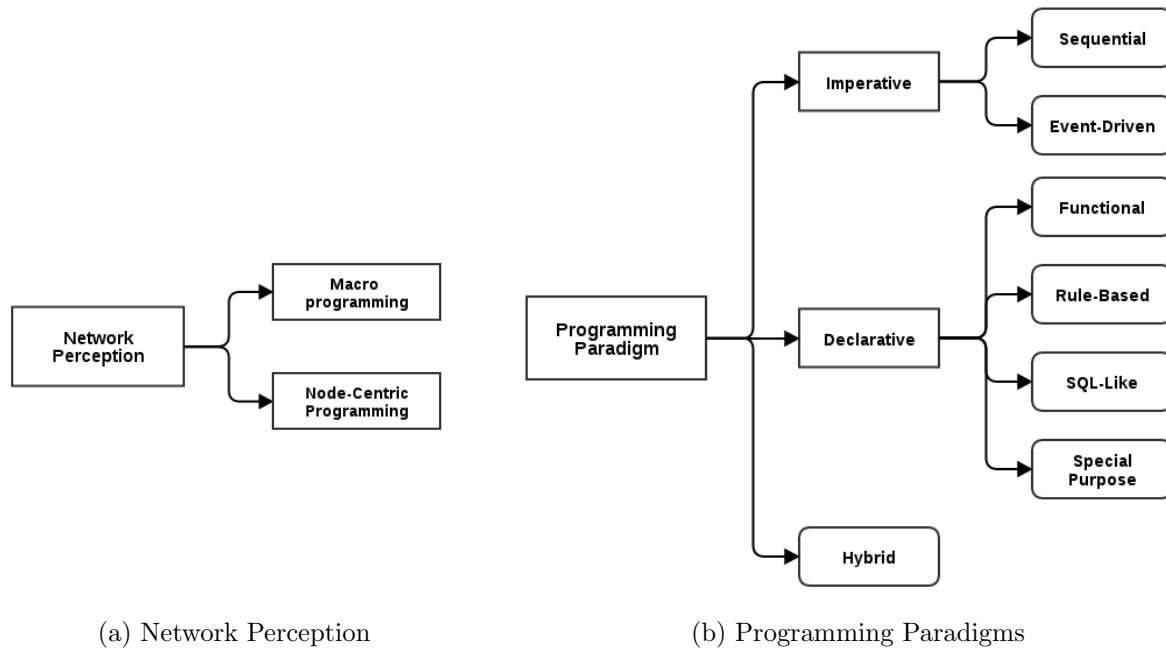 Network
Perception
Macro
programming
Node-Centric
Programming
(a) Network Perception
Programming
Paradigm
Imperative
Sequential
Event-Driven
Declarative
Functional
Rule-Based
SQL-Like
Special
Purpose
Hybrid
(b) Programming Paradigms